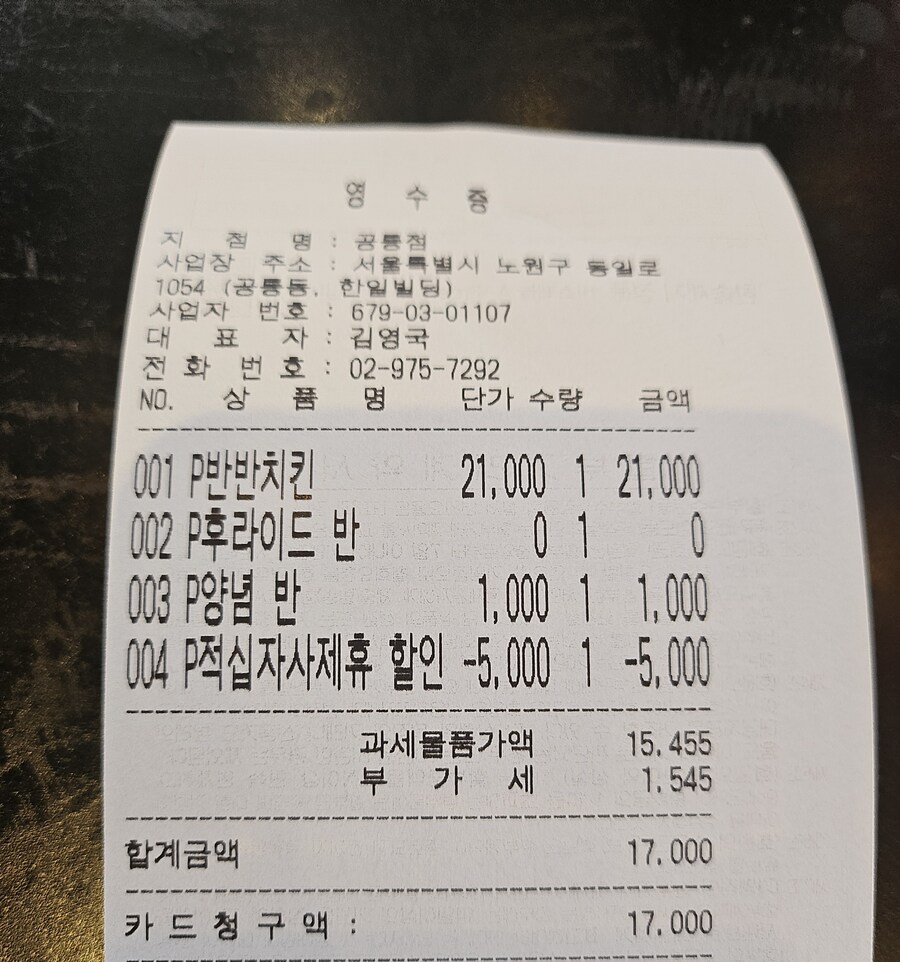 영 수 증
지 점 명 : 공릉점
사업장 주소 : 서울특별시 노원구 동일로
1054 (공릉동, 한일빌딩)
사업자 번호 : 679-03-01107
대 표 자 : 김영국
전 화 번 호 : 02-975-7292
NO. 상 품 명 단가 수량 금액
001 P반반치킨 21,000 1 21,000
002 P후라이드 반 0 1 0
003 P양념 반 1,000 1 1,000
004 P적십자사제휴 할인 -5,000 1 -5,000
과세물품가액 15,455
부 가 세 1,545
합계금액 17,000
카 드 청 구 액 : 17,000